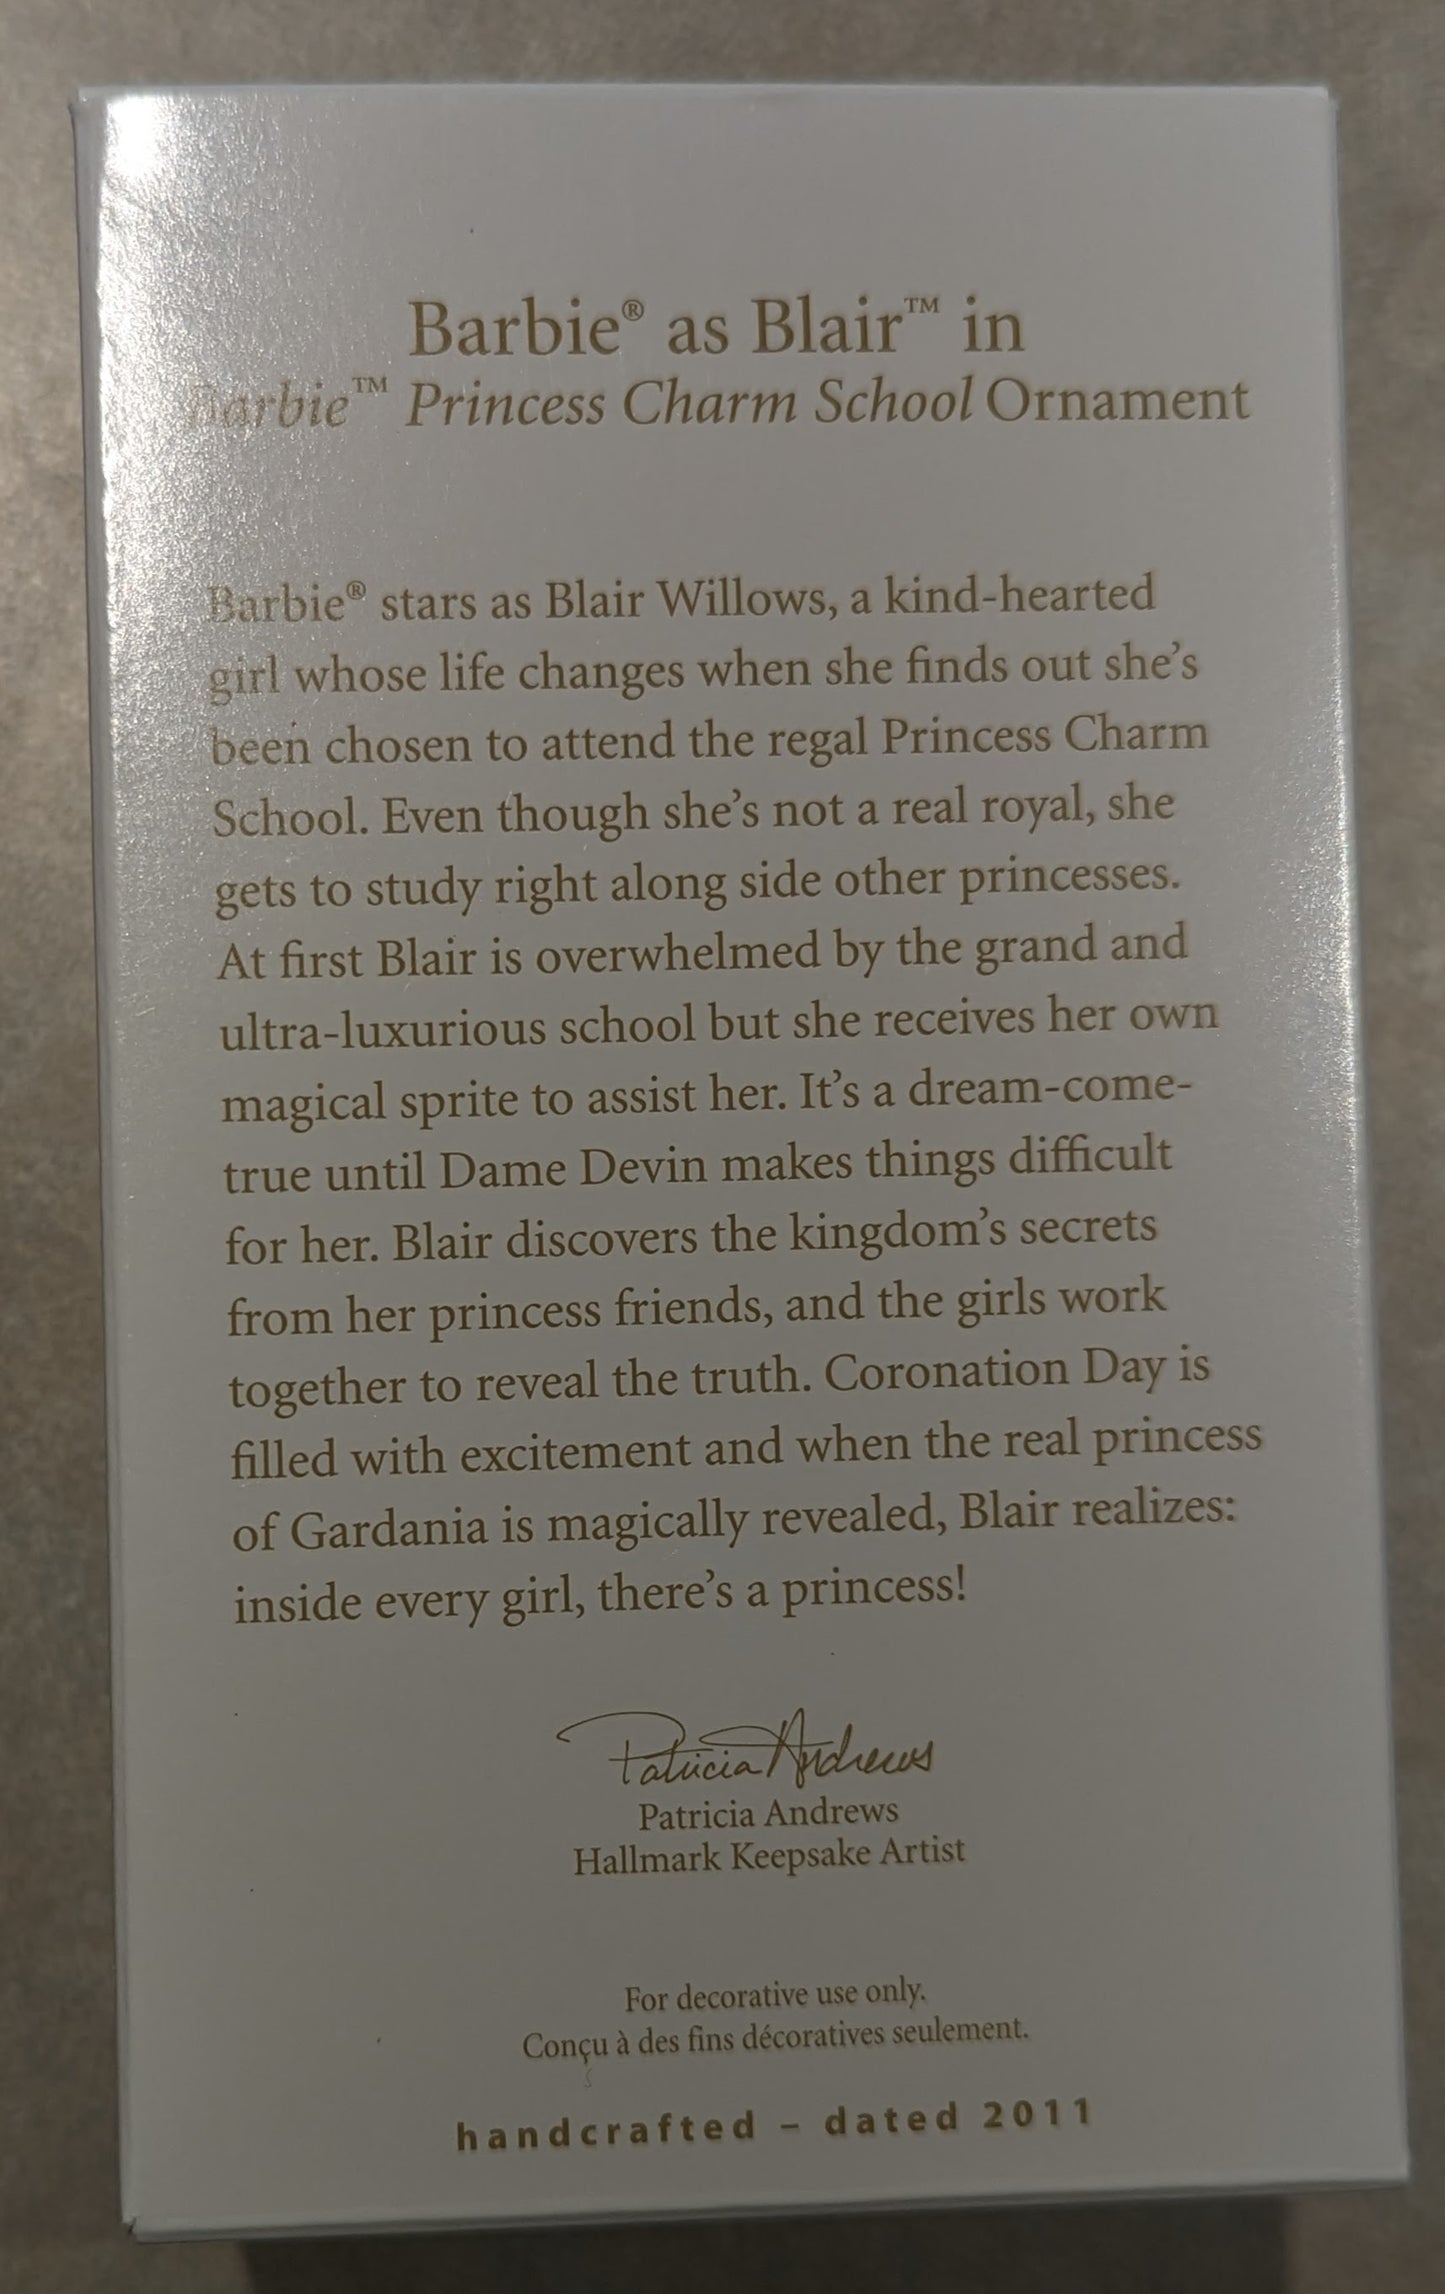 Barbie® as Blair™ in
Barbie™ Princess Charm School Ornament
Barbie® stars as Blair Willows, a kind-hearted
girl whose life changes when she finds out she’s
been chosen to attend the regal Princess Charm
School. Even though she’s not a real royal, she
gets to study right along side other princesses.
At first Blair is overwhelmed by the grand and
ultra-luxurious school but she receives her own
magical sprite to assist her. It’s a dream-come-
true until Dame Devin makes things difficult
for her. Blair discovers the kingdom’s secrets
from her princess friends, and the girls work
together to reveal the truth. Coronation Day is
filled with excitement and when the real princess
of Gardania is magically revealed, Blair realizes:
inside every girl, there’s a princess!
Patricia Andrews
Patricia Andrews
Hallmark Keepsake Artist
For decorative use only.
Conçu à des fins décoratives seulement.
handcrafted – dated 2011